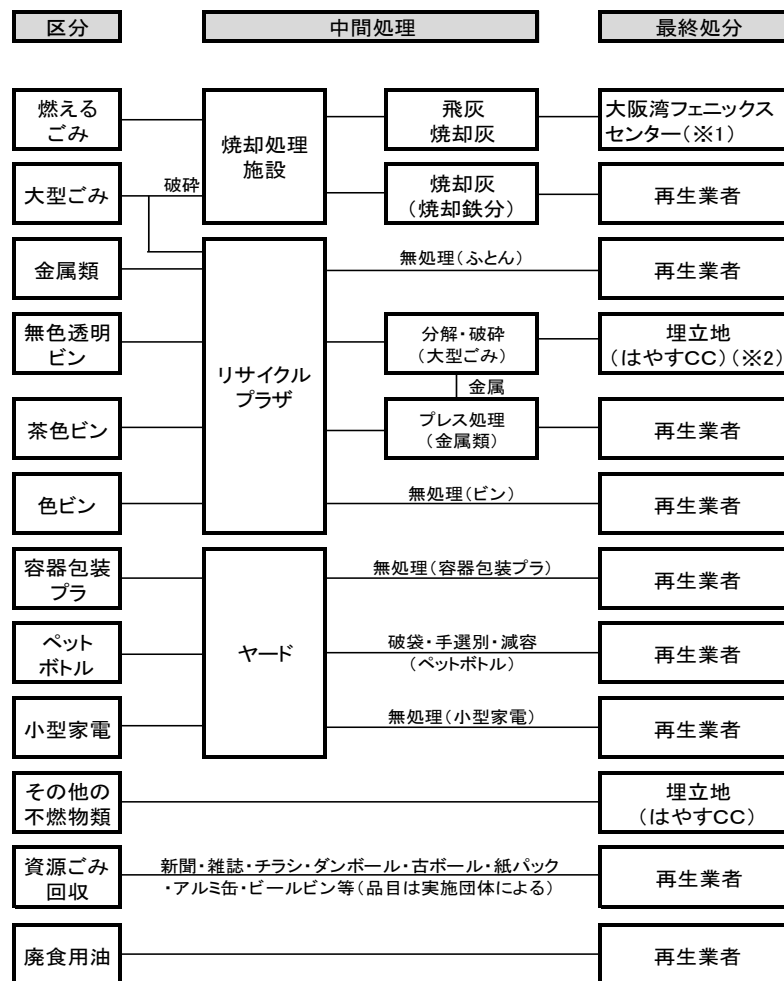 区分
中間処理
最終処分
燃える
ごみ
焼却処理
施設
飛灰
焼却灰
大阪湾フェニックス
センター(※1)
大型ごみ
破砕
焼却灰
(焼却鉄分)
再生業者
金属類
無処理(ふとん)
再生業者
無色透明
ビン
リサイクル
プラザ
分解・破砕
(大型ごみ)
埋立地
(はやすCC)(※2)
金属
茶色ビン
プレス処理
(金属類)
再生業者
色ビン
無処理(ビン)
再生業者
容器包装
プラ
無処理(容器包装プラ)
再生業者
ペット
ボトル
ヤード
破袋・手選別・減容
(ペットボトル)
再生業者
小型家電
無処理(小型家電)
再生業者
その他の
不燃物類
埋立地
(はやすCC)
資源ごみ
回収
新聞・雑誌・チラシ・ダンボール・古ボール・紙パック
・アルミ缶・ビールビン等(品目は実施団体による)
再生業者
廃食用油
再生業者